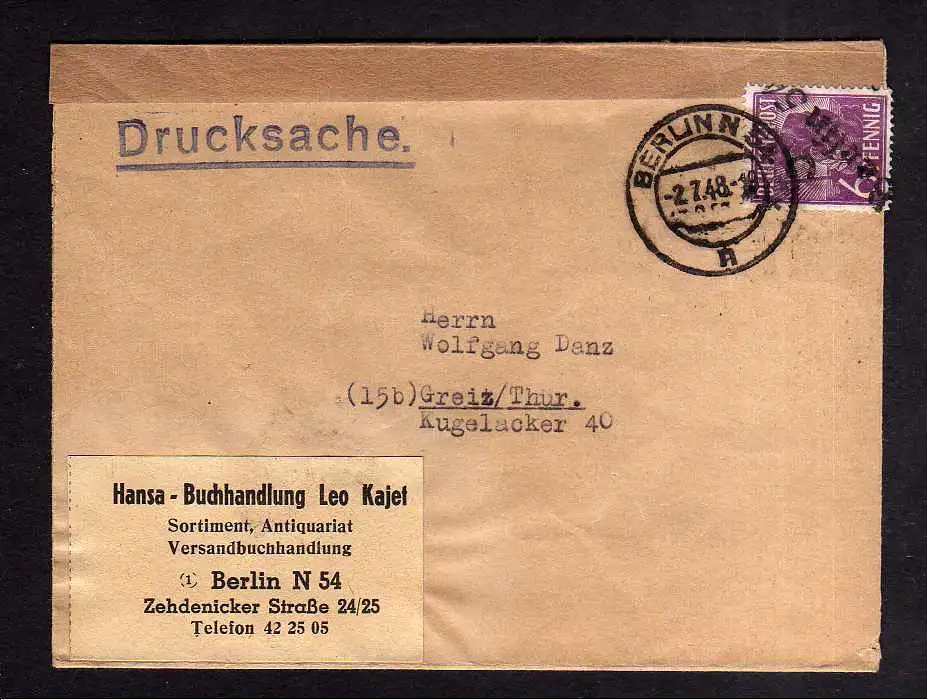 Drucksache.
BERLIN N
-2.7.48.-
n
6 PFENNIG
Herrn
Wolfgang Danz
(15b)Greiz/Thür.
Kugelacker 40
Hansa - Buchhandlung Leo Kajet
Sortiment, Antiquariat
Versandbuchhandlung
(1) Berlin N 54
Zehdenicker Straße 24/25
Telefon 42 25 05